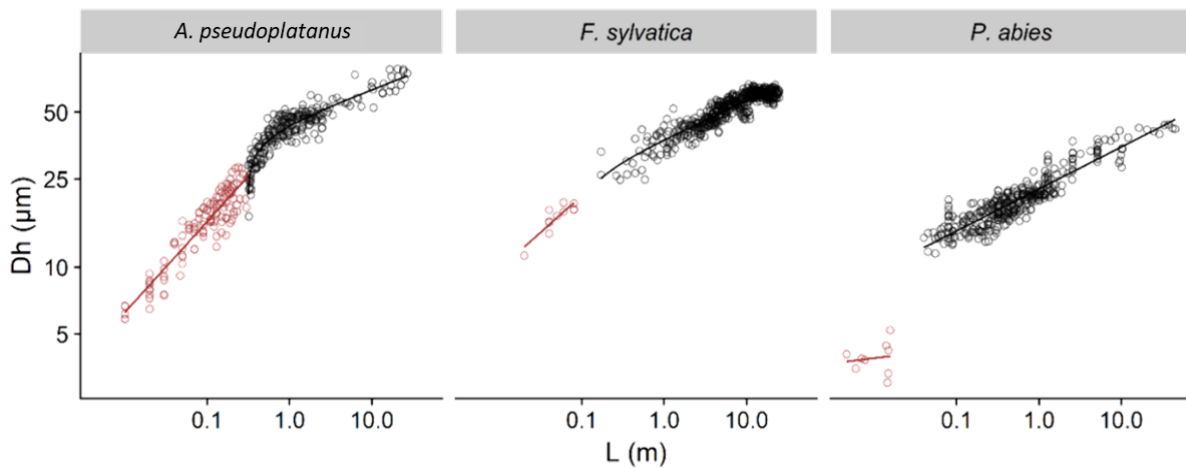 A. pseudoplatanus
F. sylvatica
P. abies
Dh (µm)
50
25
10
5
0.1 1.0 10.0
0.1 1.0 10.0
0.1 1.0 10.0
L (m)